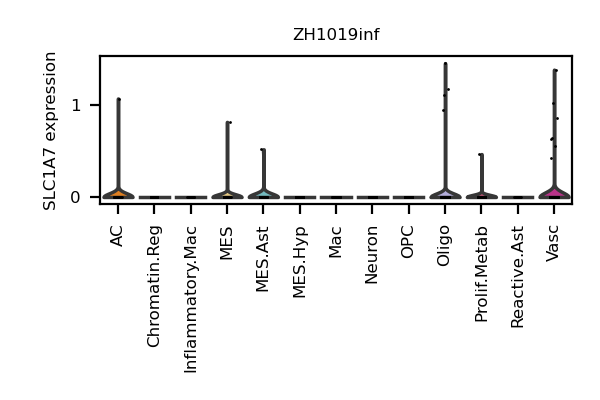 ZH1019inf
SLC1A7 expression
1
0
AC
Chromatin.Reg
Inflammatory.Mac
MES
MES.Ast
MES.Hyp
Mac
Neuron
OPC
Oligo
Prolif.Metab
Reactive.Ast
Vasc